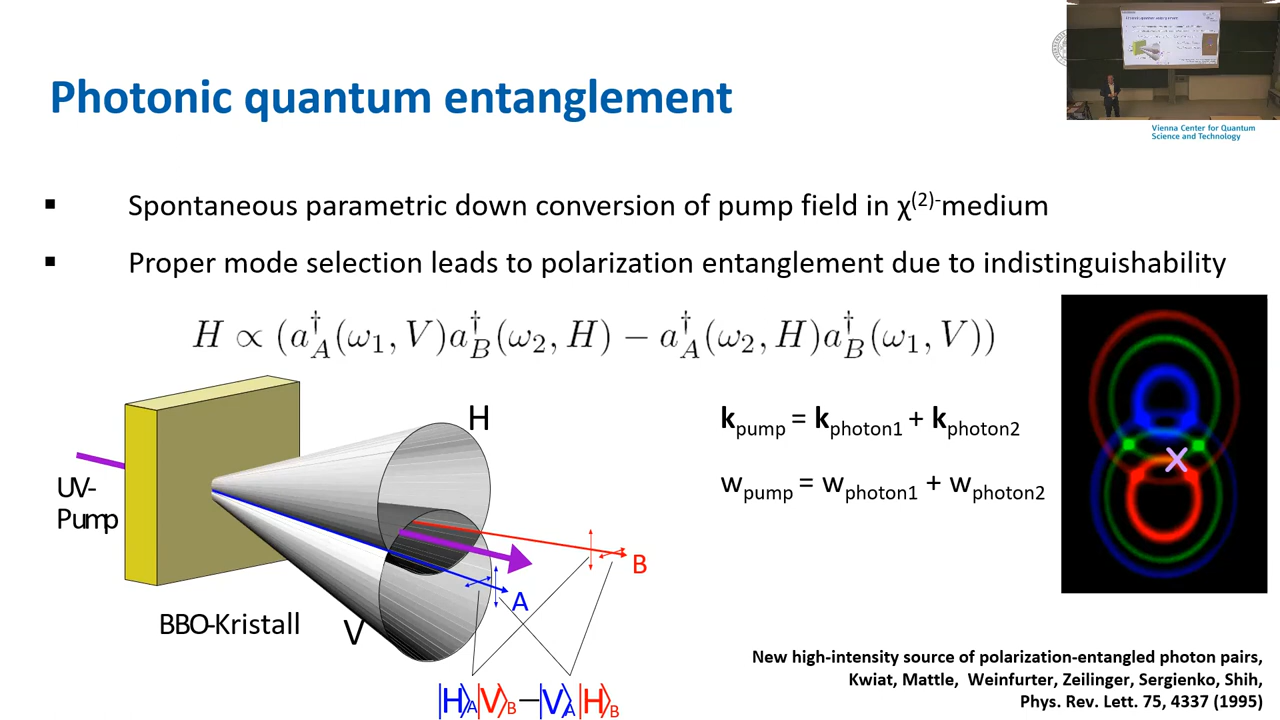 Photonic quantum entanglement
Vienna Center for Quantum
Science and Technology
▪ Spontaneous parametric down conversion of pump field in χ⁽²⁾-medium
▪ Proper mode selection leads to polarization entanglement due to indistinguishability
H ∝ (a†_A(ω₁, V)a†_B(ω₂, H) − a†_A(ω₂, H)a†_B(ω₁, V))
k_pump = k_photon1 + k_photon2
w_pump = w_photon1 + w_photon2
H
UV-
Pump
B
A
BBO-Kristall
V
|H⟩_A|V⟩_B−|V⟩_A|H⟩_B
X
New high-intensity source of polarization-entangled photon pairs,
Kwiat, Mattle, Weinfurter, Zeilinger, Sergienko, Shih,
Phys. Rev. Lett. 75, 4337 (1995)